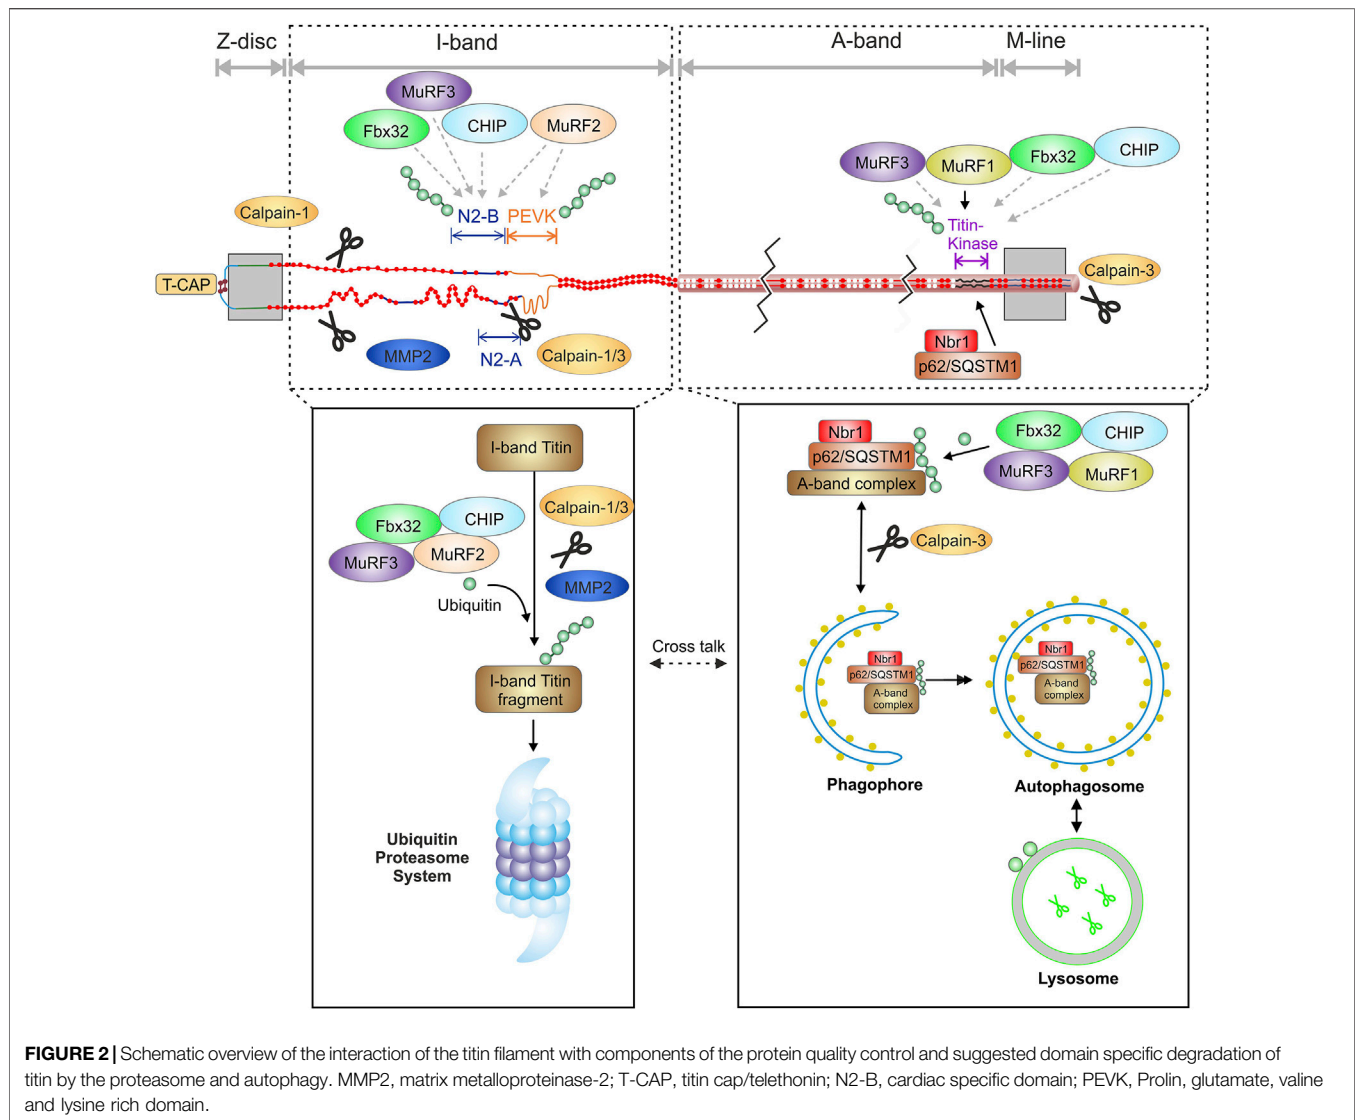 Z-disc
I-band
A-band
M-line
MuRF3
Fbx32
CHIP
MuRF2
MuRF3
MuRF1
Fbx32
CHIP
Calpain-1
N2-B
PEVK
Titin-
Kinase
T-CAP
Calpain-3
MMP2
N2-A
Calpain-1/3
Nbr1
p62/SQSTM1
I-band Titin
Calpain-1/3
Fbx32
CHIP
MuRF3
MuRF2
MMP2
Ubiquitin
I-band Titin
fragment
Ubiquitin
Proteasome
System
Cross talk
Nbr1
p62/SQSTM1
A-band complex
Fbx32
CHIP
MuRF3
MuRF1
Calpain-3
Nbr1
p62/SQSTM1
A-band
complex
Nbr1
p62/SQSTM1
A-band
complex
Phagophore
Autophagosome
Lysosome
FIGURE 2 | Schematic overview of the interaction of the titin filament with components of the protein quality control and suggested domain specific degradation of
titin by the proteasome and autophagy. MMP2, matrix metalloproteinase-2; T-CAP, titin cap/telethonin; N2-B, cardiac specific domain; PEVK, Prolin, glutamate, valine
and lysine rich domain.